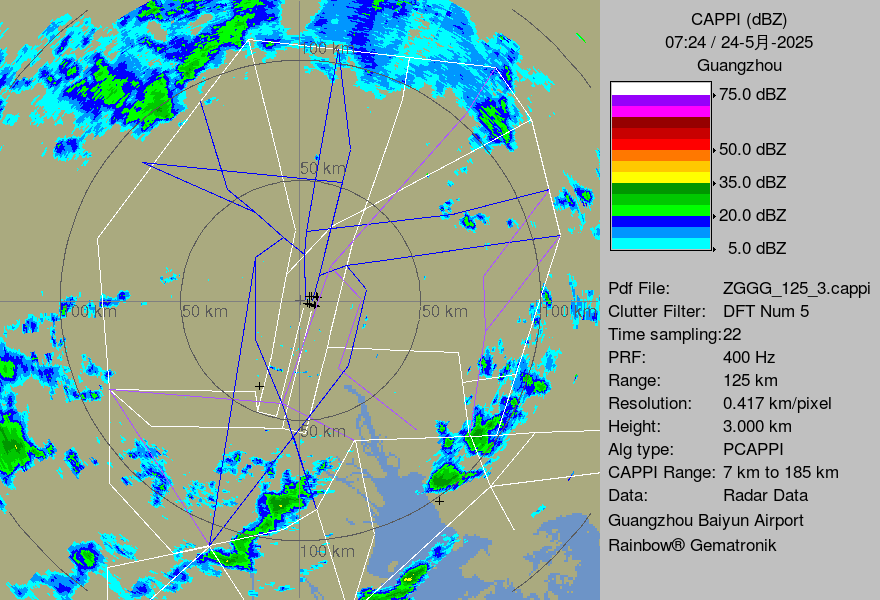 CAPPI (dBZ)
07:24 / 24-5月-2025
Guangzhou
75.0 dBZ
50.0 dBZ
35.0 dBZ
20.0 dBZ
5.0 dBZ
Pdf File: ZGGG_125_3.cappi
Clutter Filter: DFT Num 5
Time sampling:22
PRF: 400 Hz
Range: 125 km
Resolution: 0.417 km/pixel
Height: 3.000 km
Alg type: PCAPPI
CAPPI Range: 7 km to 185 km
Data: Radar Data
Guangzhou Baiyun Airport
Rainbow® Gematronik
100 km
50 km
100 km
50 km
50 km
100 km
50 km
100 km